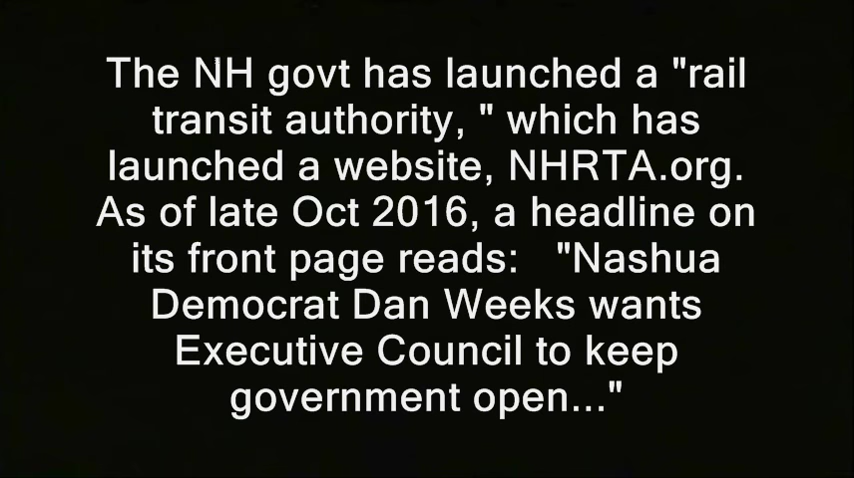 The NH govt has launched a "rail
transit authority, " which has
launched a website, NHRTA.org.
As of late Oct 2016, a headline on
its front page reads:   "Nashua
Democrat Dan Weeks wants
Executive Council to keep
government open..."